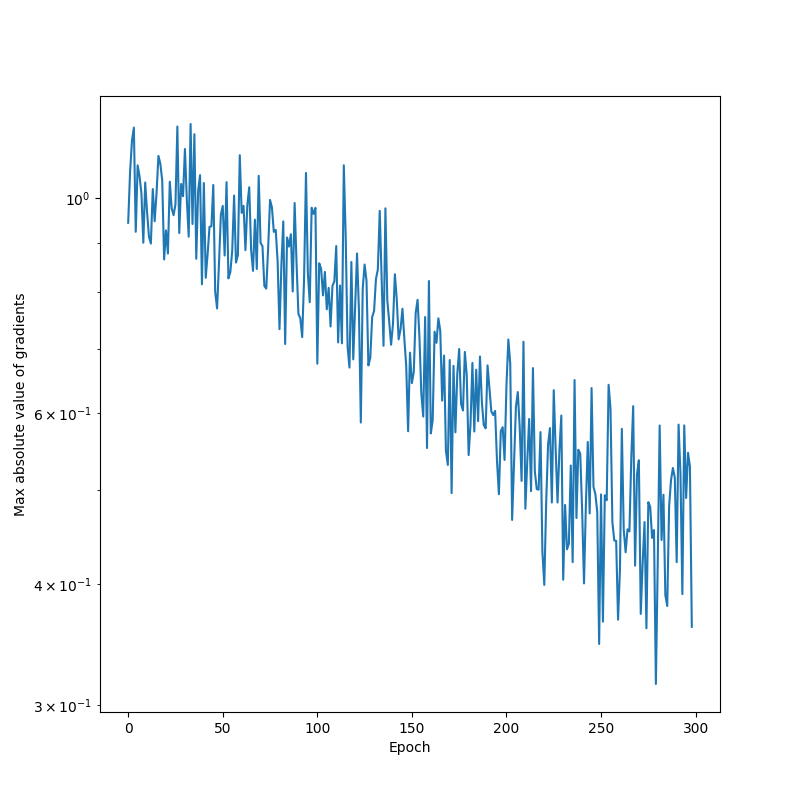 Max absolute value of gradients
10⁰
6 × 10⁻¹
4 × 10⁻¹
3 × 10⁻¹
0 50 100 150 200 250 300
Epoch